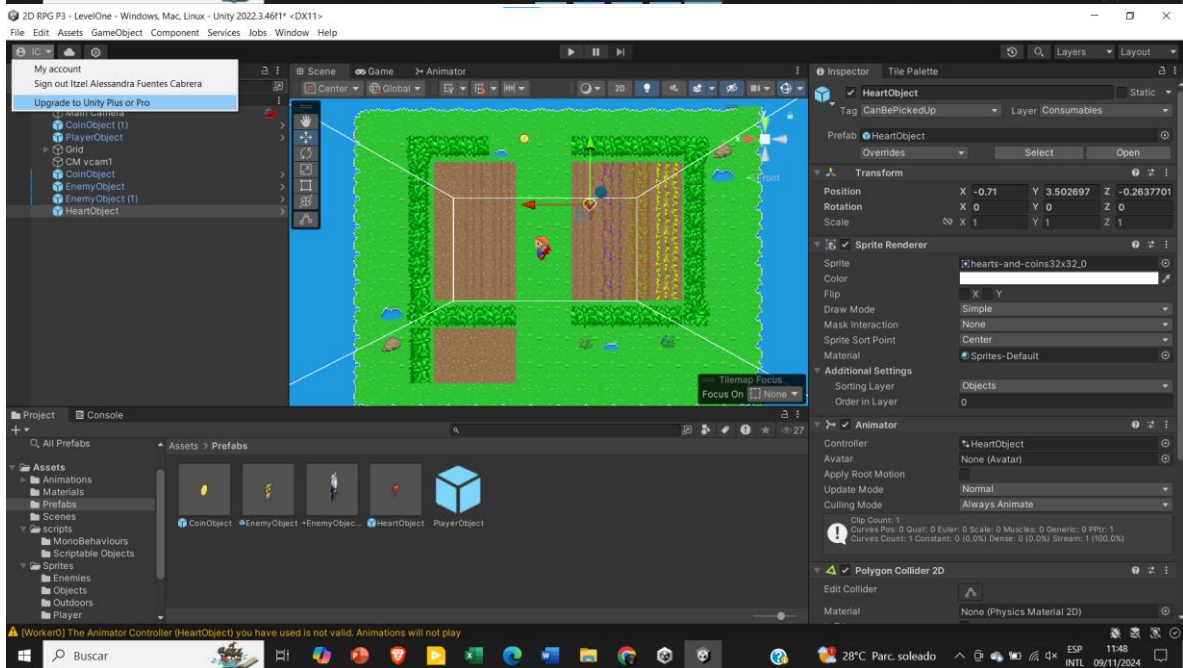 2D RPG P3 - LevelOne - Windows, Mac, Linux - Unity 2022.3.46f1* <DX11>
File Edit Assets GameObject Component Services Jobs Window Help
IC
Layers Layout
My account
Sign out Itzel Alessandra Fuentes Cabrera
Upgrade to Unity Plus or Pro
Main Camera
CoinObject (1)
PlayerObject
Grid
CM vcam1
CoinObject
EnemyObject
EnemyObject (1)
HeartObject
Scene Game Animator
Center Global 2D
Front
Tilemap Focus
Focus On None
Inspector Tile Palette
HeartObject Static
Tag CanBePickedUp Layer Consumables
Prefab HeartObject
Overrides Select Open
Transform
Position X -0.71 Y 3.502697 Z -0.2637701
Rotation X 0 Y 0 Z 0
Scale X 1 Y 1 Z 1
Sprite Renderer
Sprite hearts-and-coins32x32_0
Color
Flip X Y
Draw Mode Simple
Mask Interaction None
Sprite Sort Point Center
Material Sprites-Default
Additional Settings
Sorting Layer Objects
Order in Layer 0
Animator
Controller HeartObject
Avatar None (Avatar)
Apply Root Motion
Update Mode Normal
Culling Mode Always Animate
Clip Count: 1
Curves Pos: 0 Quat: 0 Euler: 0 Scale: 0 Muscles: 0 Generic: 0 PPtr: 1
Curves Count: 1 Constant: 0 (0.0%) Dense: 0 (0.0%) Stream: 1 (100.0%)
Polygon Collider 2D
Edit Collider
Material None (Physics Material 2D)
Project Console
27
All Prefabs
Assets > Prefabs
Assets
Animations
Materials
Prefabs
Scenes
scripts
MonoBehaviours
Scriptable Objects
Sprites
Enemies
Objects
Outdoors
Player
CoinObject EnemyObject EnemyObjec... HeartObject PlayerObject
[Worker0] The Animator Controller (HeartObject) you have used is not valid. Animations will not play
Buscar
28°C Parc. soleado
ESP
INTL
11:48
09/11/2024